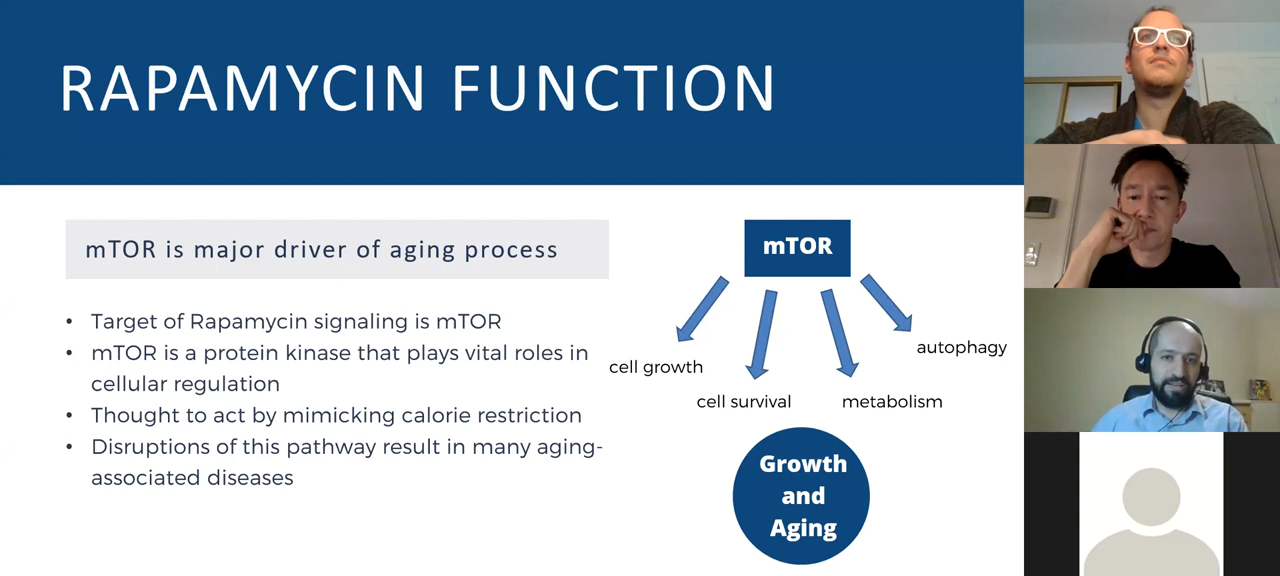 RAPAMYCIN FUNCTION
mTOR is major driver of aging process
• Target of Rapamycin signaling is mTOR
• mTOR is a protein kinase that plays vital roles in
cellular regulation
• Thought to act by mimicking calorie restriction
• Disruptions of this pathway result in many aging-
associated diseases
mTOR
cell growth
cell survival
metabolism
autophagy
Growth
and
Aging